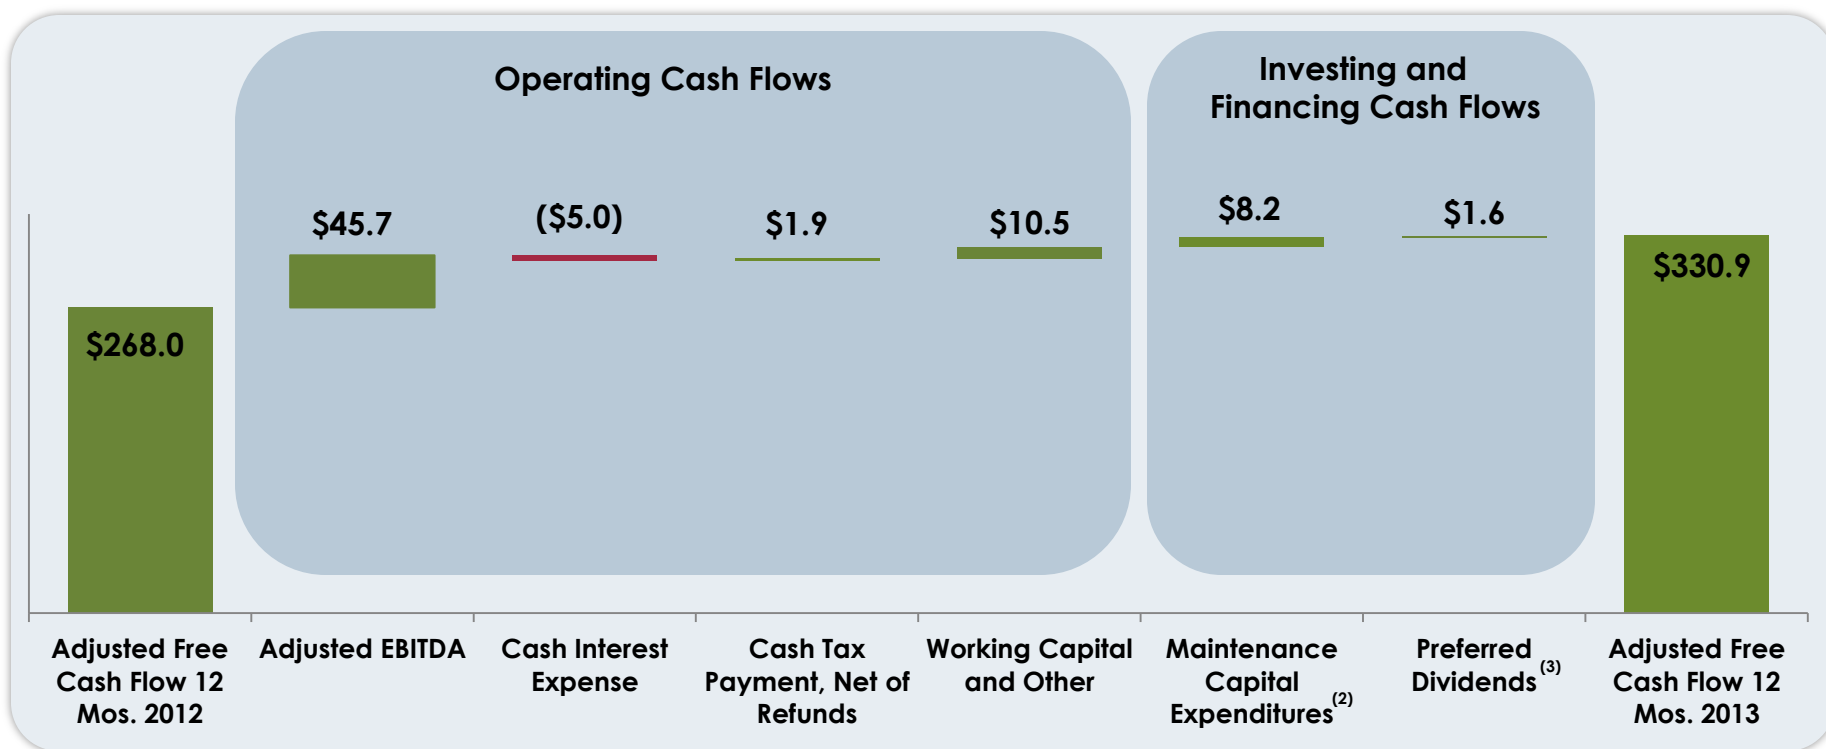 Operating Cash Flows
Investing and
Financing Cash Flows
$45.7
($5.0)
$1.9
$10.5
$8.2
$1.6
$268.0
$330.9
Adjusted Free
Cash Flow 12
Mos. 2012
Adjusted EBITDA
Cash Interest
Expense
Cash Tax
Payment, Net of
Refunds
Working Capital
and Other
Maintenance
Capital
Expenditures(2)
Preferred
Dividends(3)
Adjusted Free
Cash Flow 12
Mos. 2013